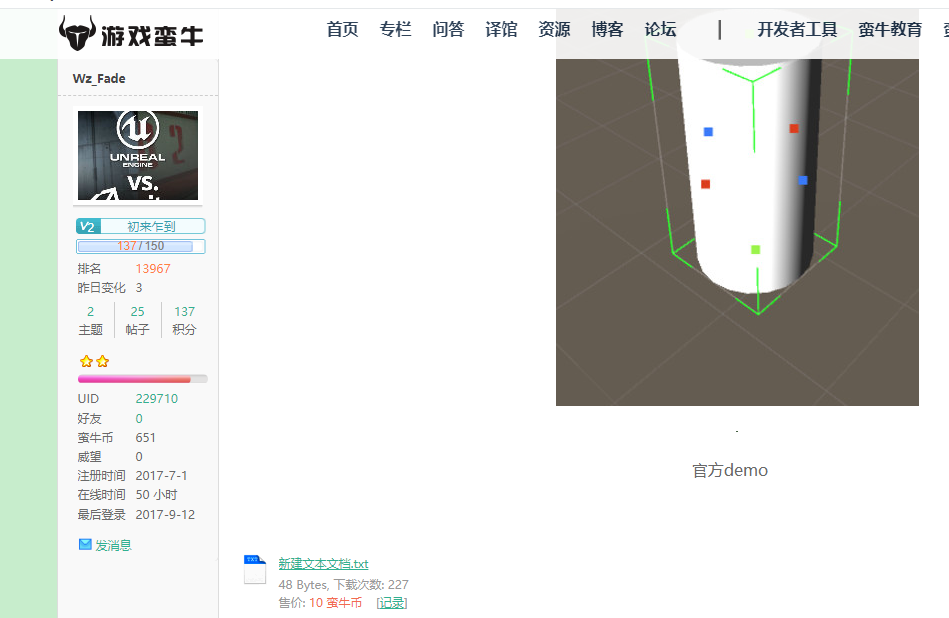 游戏蛮牛
首页 专栏 问答 译馆 资源 博客 论坛 | 开发者工具 蛮牛教育
Wz_Fade
UNREAL
ENGINE
VS.
V2 初来乍到
137 / 150
排名 13967
昨日变化 3
2 25 137
主题 帖子 积分
UID 229710
好友 0
蛮牛币 651
威望 0
注册时间 2017-7-1
在线时间 50 小时
最后登录 2017-9-12
发消息
.
官方demo
TXT
新建文本文档.txt
48 Bytes, 下载次数: 227
售价: 10 蛮牛币 [记录]